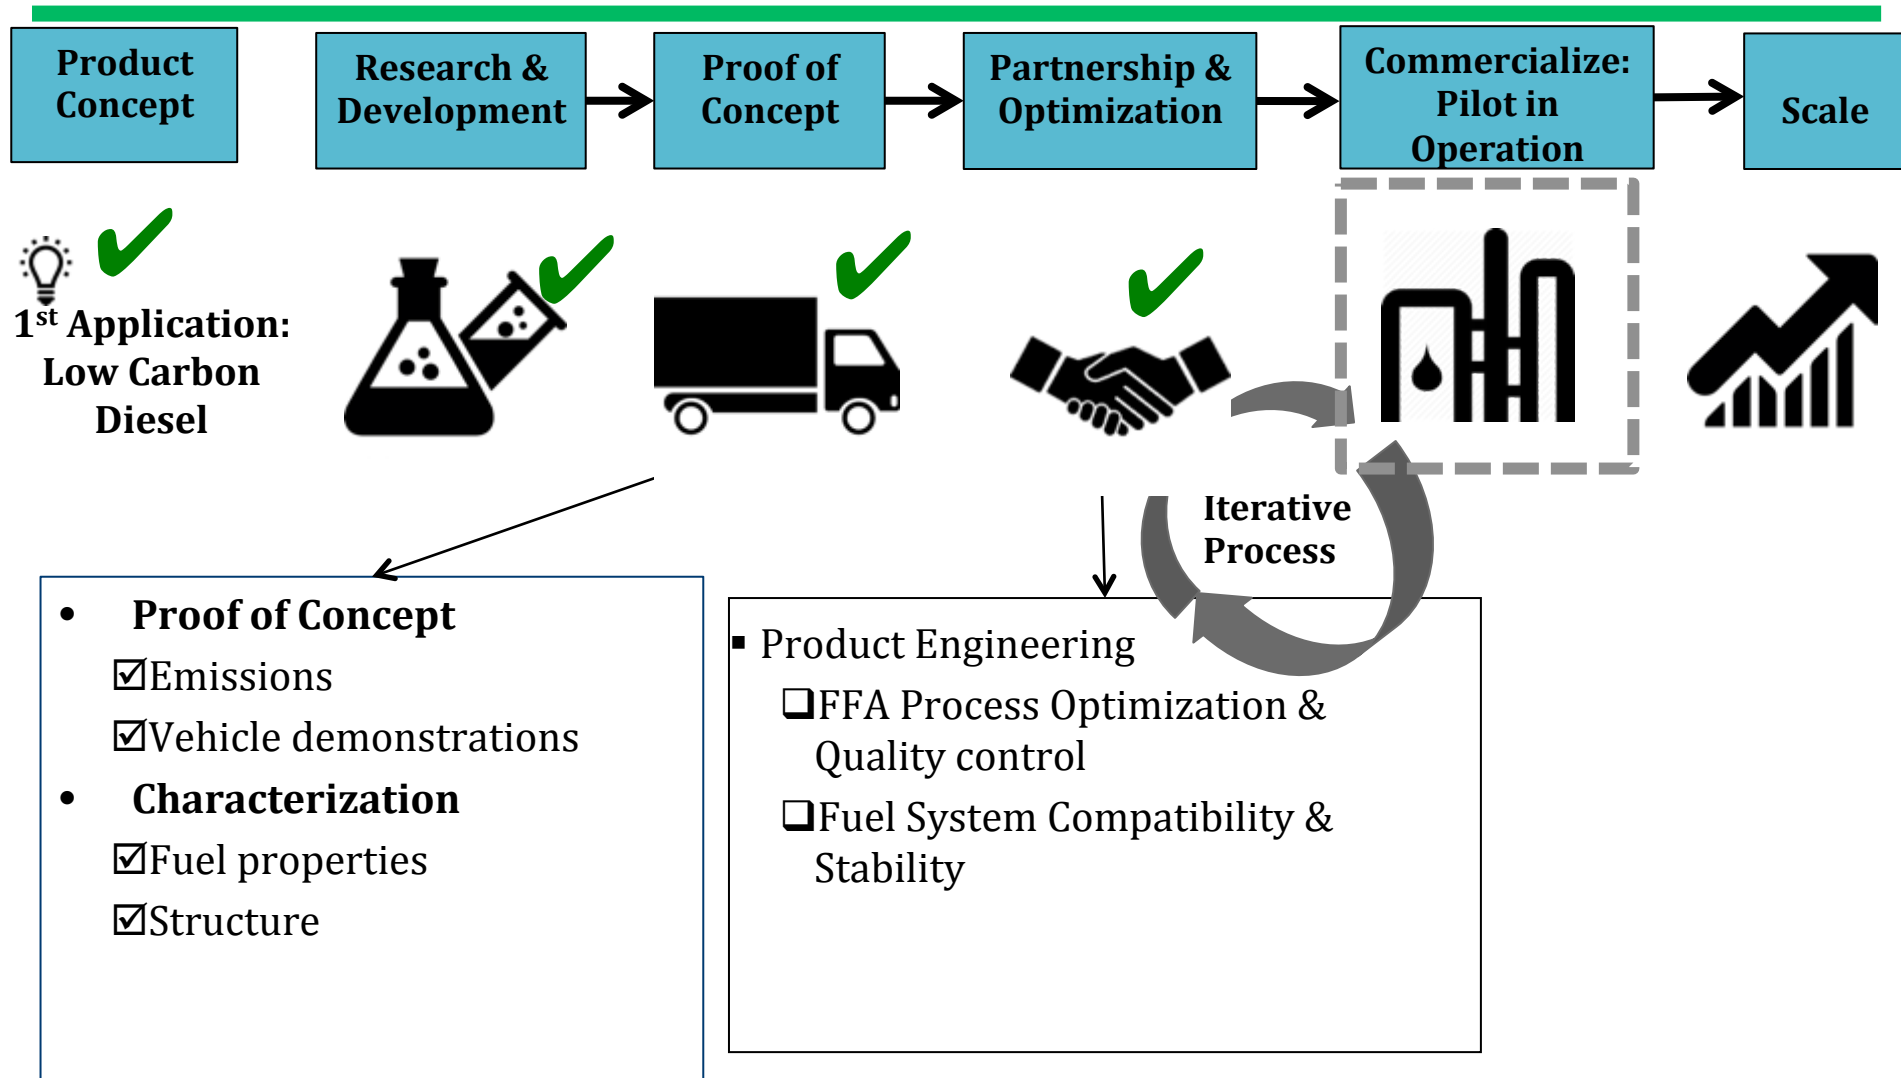 Product
Concept
Research &
Development
Proof of
Concept
Partnership &
Optimization
Commercialize:
Pilot in
Operation
Scale
1st Application:
Low Carbon
Diesel
Iterative
Process
• Proof of Concept
☑Emissions
☑Vehicle demonstrations
• Characterization
☑Fuel properties
☑Structure
▪ Product Engineering
❑FFA Process Optimization &
Quality control
❑Fuel System Compatibility &
Stability